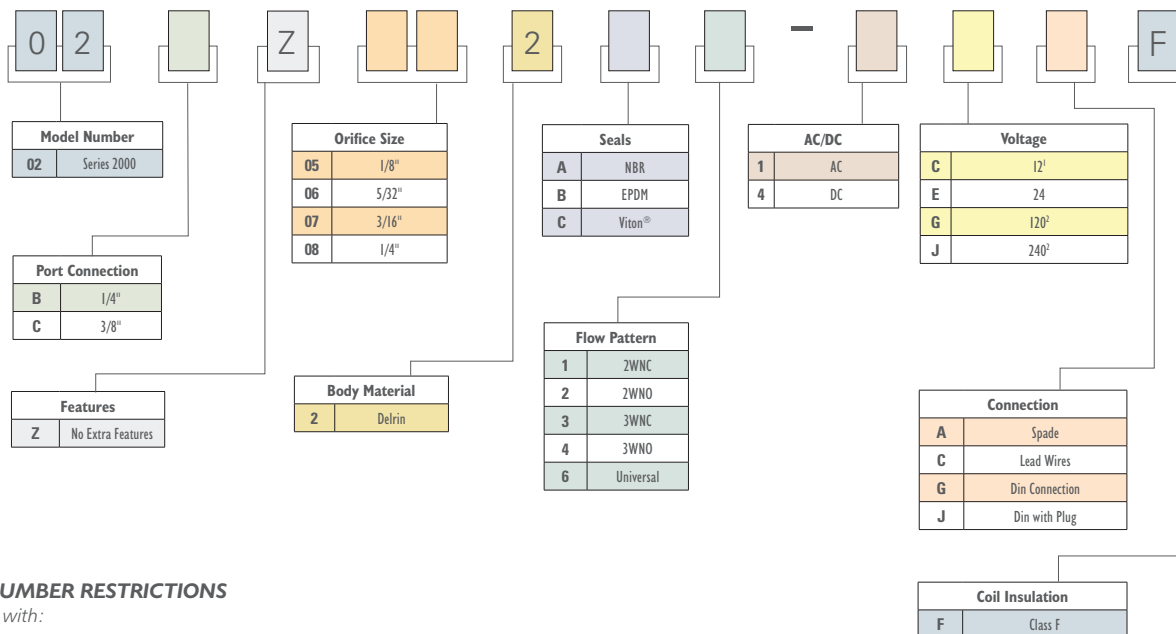 0 2 Z 2 – F
Model Number
02 Series 2000
Port Connection
B 1/4"
C 3/8"
Features
Z No Extra Features
Orifice Size
05 1/8"
06 5/32"
07 3/16"
08 1/4"
Body Material
2 Delrin
Seals
A NBR
B EPDM
C Viton®
Flow Pattern
1 2WNC
2 2WNO
3 3WNC
4 3WNO
6 Universal
AC/DC
1 AC
4 DC
Voltage
C 12¹
E 24
G 120²
J 240²
Connection
A Spade
C Lead Wires
G Din Connection
J Din with Plug
Coil Insulation
F Class F
UMBER RESTRICTIONS
with: